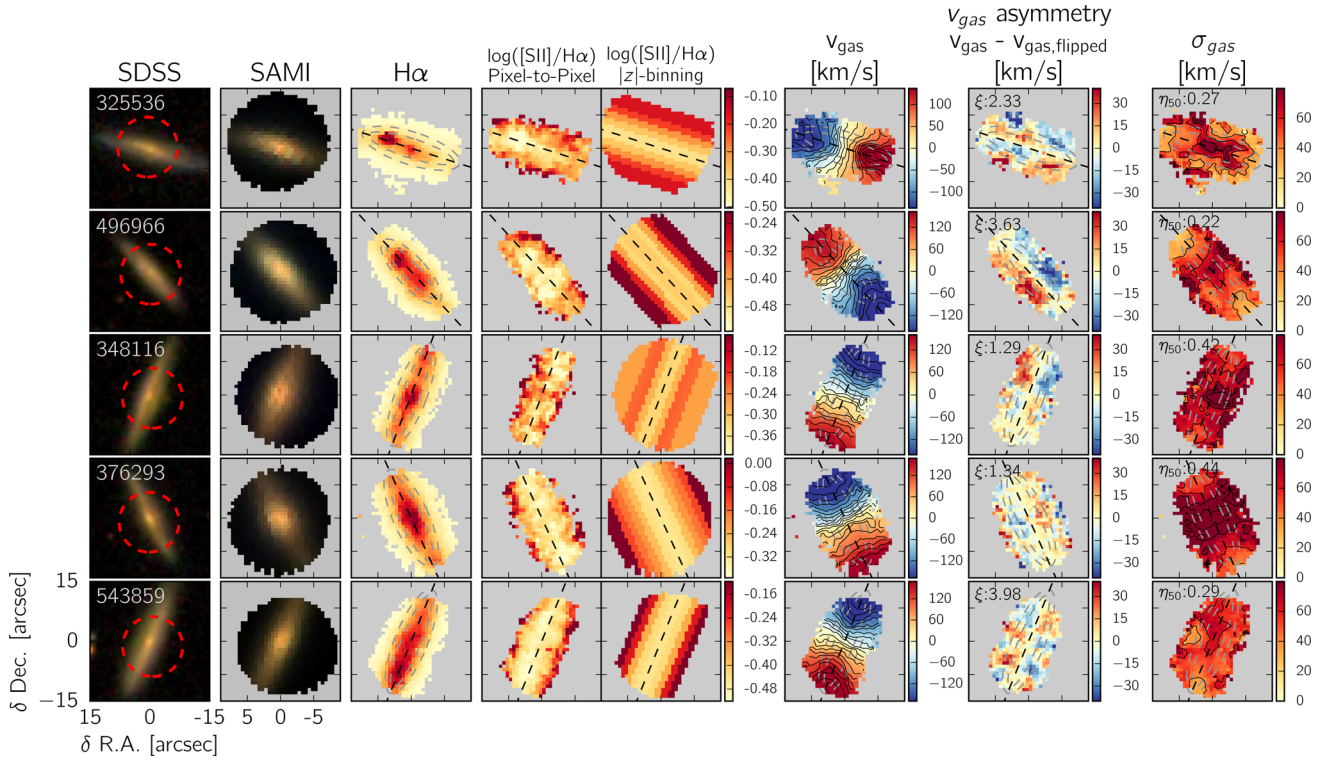 v_gas asymmetry
log([SII]/Hα) log([SII]/Hα) v_gas v_gas - v_gas,flipped σ_gas
SDSS SAMI Hα Pixel-to-Pixel |z|-binning [km/s] [km/s] [km/s]
325536 ξ:2.33 η50:0.27
-0.10 -0.20 -0.30 -0.40 -0.50
100 50 0 −50 −100
30 15 0 −15 −30
60 40 20 0
496966 ξ:3.63 η50:0.22
-0.24 -0.32 -0.40 -0.48
160 80 0 −80 −160
30 15 0 −15 −30
60 40 20 0
348116 ξ:1.29 η50:0.42
-0.12 -0.18 -0.24 -0.30 -0.36
120 60 0 −60 −120
30 15 0 −15 −30
60 40 20 0
376293 ξ:1.34 η50:0.44
0.00 -0.08 -0.16 -0.24 -0.32
120 60 0 −60 −120
30 15 0 −15 −30
60 40 20 0
543859 ξ:3.98 η50:0.29
-0.16 -0.24 -0.32 -0.40 -0.48
120 60 0 −60 −120
30 15 0 −15 −30
60 40 20 0
15 0 −15
δ Dec. [arcsec]
15 0 -15 5 0 -5
δ R.A. [arcsec]